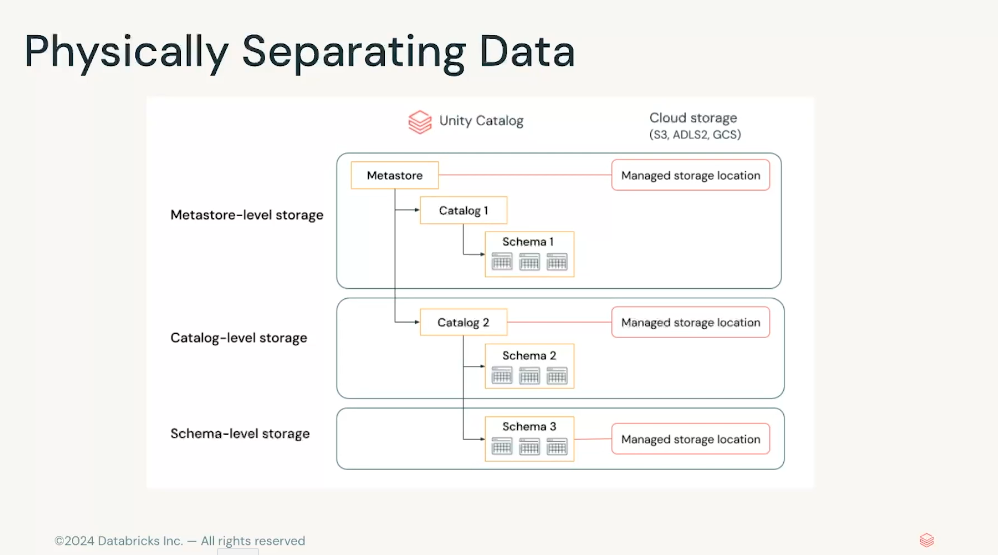 Physically Separating Data
Unity Catalog
Cloud storage
(S3, ADLS2, GCS)
Metastore-level storage
Metastore
Managed storage location
Catalog 1
Schema 1
Catalog-level storage
Catalog 2
Managed storage location
Schema 2
Schema-level storage
Schema 3
Managed storage location
©2024 Databricks Inc. — All rights reserved